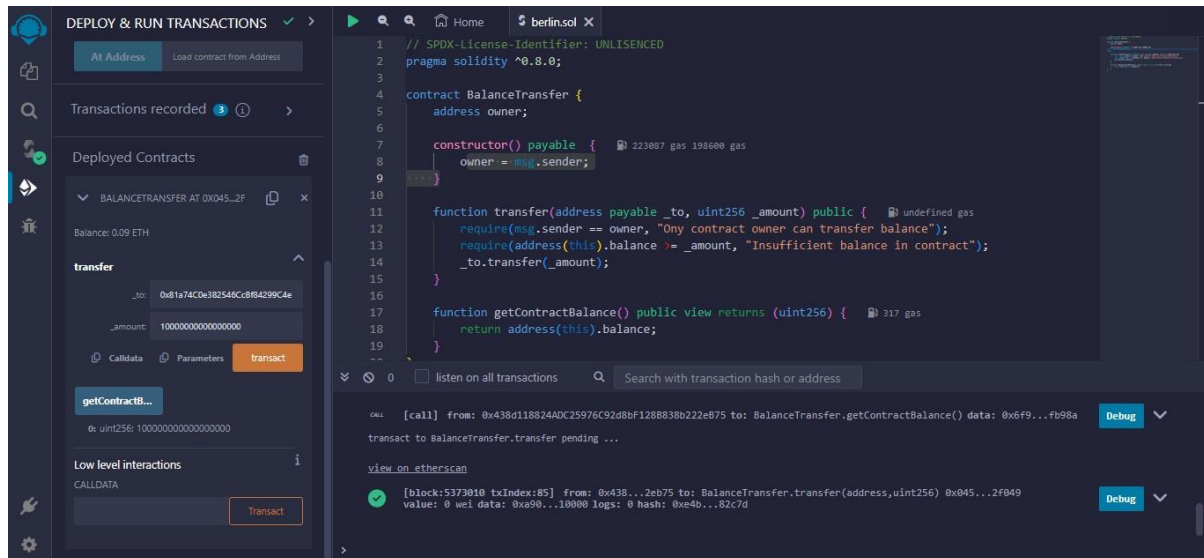 DEPLOY & RUN TRANSACTIONS
At Address
Load contract from Address
Transactions recorded 3
Deployed Contracts
BALANCETRANSFER AT 0X045...2F
Balance: 0.09 ETH
transfer
_to: 0x81a74C0e382546CcBf84299C4e
_amount: 10000000000000000
Calldata Parameters transact
getContractB...
0: uint256: 100000000000000000
Low level interactions
CALLDATA
Transact
Home berlin.sol
1 // SPDX-License-Identifier: UNLISENCED
2 pragma solidity ^0.8.0;
3
4 contract BalanceTransfer {
5 address owner;
6
7 constructor() payable { 223087 gas 198600 gas
8 owner = msg.sender;
9 }
10
11 function transfer(address payable _to, uint256 _amount) public { undefined gas
12 require(msg.sender == owner, "Ony contract owner can transfer balance");
13 require(address(this).balance >= _amount, "Insufficient balance in contract");
14 _to.transfer(_amount);
15 }
16
17 function getContractBalance() public view returns (uint256) { 317 gas
18 return address(this).balance;
19 }
0 listen on all transactions Search with transaction hash or address
CALL [call] from: 0x438d118824ADC25976C92d8bF128B838b222eB75 to: BalanceTransfer.getContractBalance() data: 0x6f9...fb98a Debug
transact to BalanceTransfer.transfer pending ...
view on etherscan
[block:5373010 txIndex:85] from: 0x438...2eb75 to: BalanceTransfer.transfer(address,uint256) 0x045...2f049 Debug
value: 0 wei data: 0xa90...10000 logs: 0 hash: 0xe4b...82c7d
>